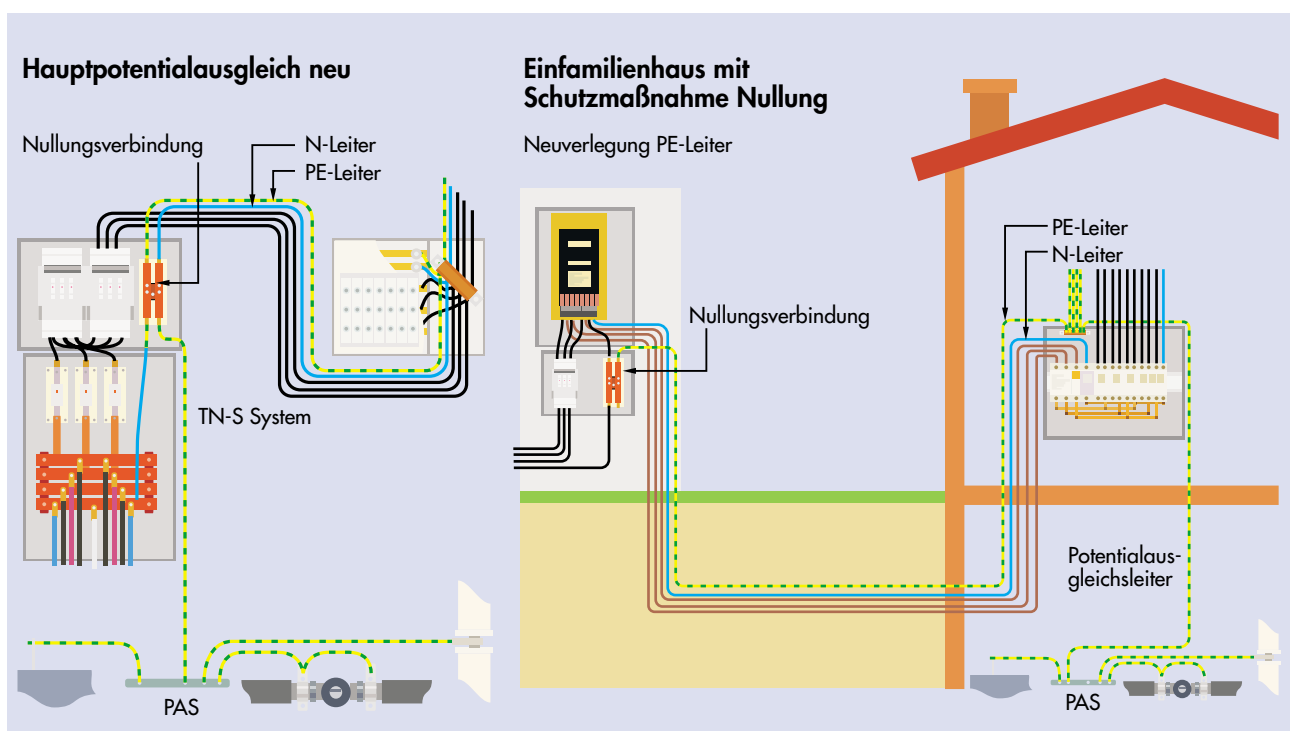 Hauptpotentialausgleich neu
Nullungsverbindung
N-Leiter
PE-Leiter
TN-S System
PAS
Einfamilienhaus mit
Schutzmaßnahme Nullung
Neuverlegung PE-Leiter
Nullungsverbindung
PE-Leiter
N-Leiter
Potentialaus-
gleichsleiter
PAS